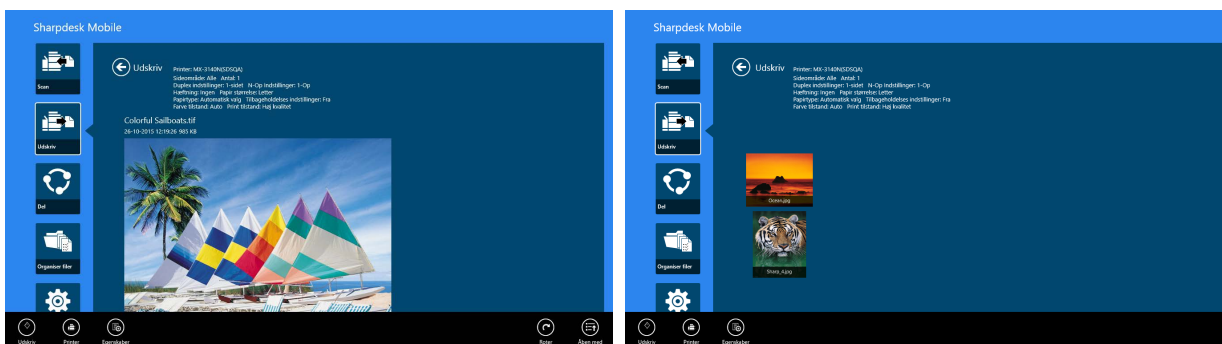 Sharpdesk Mobile
Scan
Udskriv
Del
Organiser filer
Udskriv
Printer: MX-3140N(SDSQA)
Sideområde: Alle Antal: 1
Duplex indstillinger: 1-sidet N-Op Indstillinger: 1-Op
Hæftning: Ingen Papir størrelse: Letter
Papirtype: Automatisk valg Tilbageholdelses indstillinger: Fra
Farve tilstand: Auto Print tilstand: Høj kvalitet
Colorful Sailboats.tif
26-10-2015 12:19:26 985 KB
Udskriv
Printer
Egenskaber
Roter
Åben med
Sharpdesk Mobile
Scan
Udskriv
Del
Organiser filer
Udskriv
Printer: MX-3140N(SDSQA)
Sideområde: Alle Antal: 1
Duplex indstillinger: 1-sidet N-Op Indstillinger: 1-Op
Hæftning: Ingen Papir størrelse: Letter
Papirtype: Automatisk valg Tilbageholdelses indstillinger: Fra
Farve tilstand: Auto Print tilstand: Høj kvalitet
Ocean.jpg
Sharp_4.jpg
Udskriv
Printer
Egenskaber